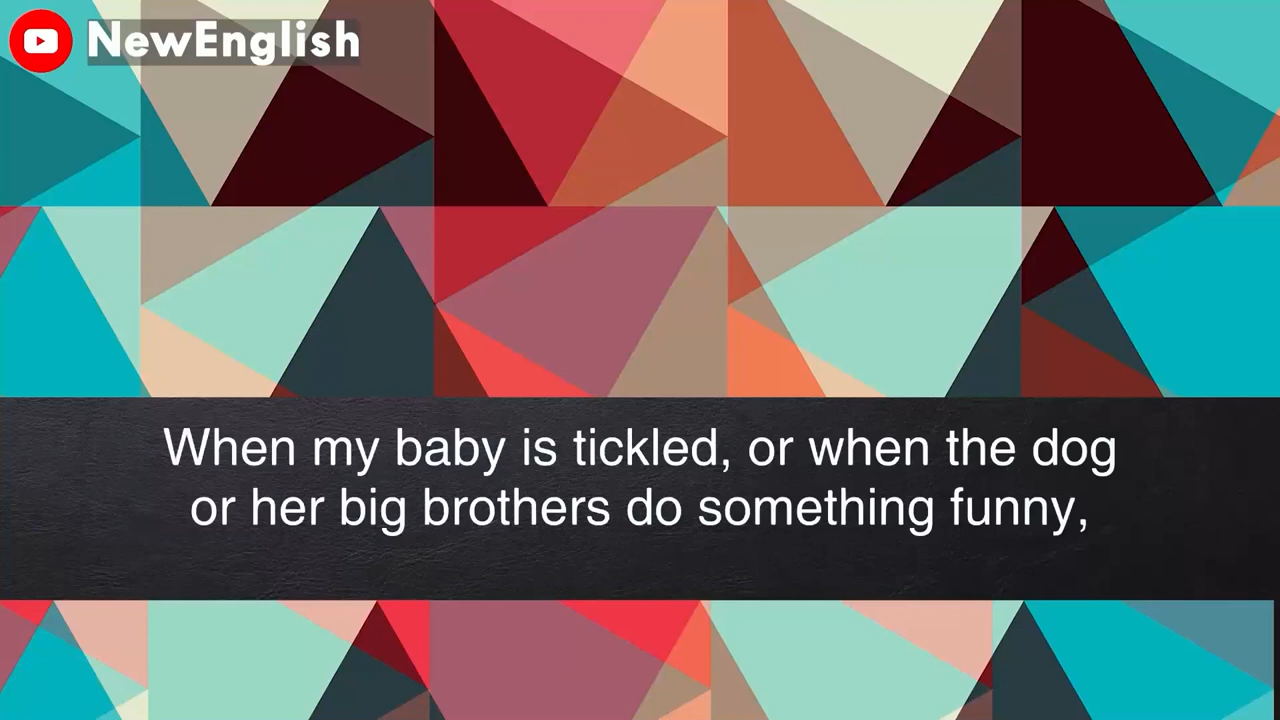 NewEnglish
When my baby is tickled, or when the dog
or her big brothers do something funny,